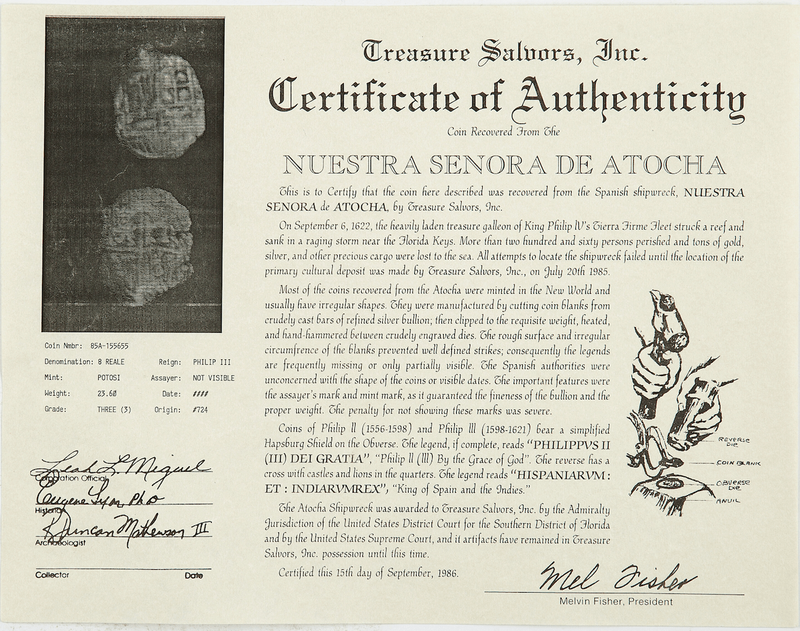 Treasure Salvors, Inc.
Certificate of Authenticity
Coin Recovered From The
NUESTRA SENORA DE ATOCHA
This is to Certify that the coin here described was recovered from the Spanish shipwreck, NUESTRA
SENORA de ATOCHA, by Treasure Salvors, Inc.
On September 6, 1622, the heavily laden treasure galleon of King Philip IV's Tierra Firme Fleet struck a reef and
sank in a raging storm near the Florida Keys. More than two hundred and sixty persons perished and tons of gold,
silver, and other precious cargo were lost to the sea. All attempts to locate the shipwreck failed until the location of the
primary cultural deposit was made by Treasure Salvors, Inc., on July 20th 1985.
Most of the coins recovered from the Atocha were minted in the New World and
usually have irregular shapes. They were manufactured by cutting coin blanks from
crudely cast bars of refined silver bullion; then clipped to the requisite weight, heated,
and hand-hammered between crudely engraved dies. The rough surface and irregular
circumfrence of the blanks prevented well defined strikes; consequently the legends
are frequently missing or only partially visible. The Spanish authorities were
unconcerned with the shape of the coins or visible dates. The important features were
the assayer's mark and mint mark, as it guaranteed the fineness of the bullion and the
proper weight. The penalty for not showing these marks was severe.
Coins of Philip II (1556-1598) and Philip III (1598-1621) bear a simplified
Hapsburg Shield on the Obverse. The legend, if complete, reads "PHILIPPVS II
(III) DEI GRATIA", "Philip II (III) By the Grace of God". The reverse has a
cross with castles and lions in the quarters. The legend reads "HISPANIARVM :
ET : INDIARVMREX", "King of Spain and the Indies."
The Atocha Shipwreck was awarded to Treasure Salvors, Inc. by the Admiralty
Jurisdiction of the United States District Court for the Southern District of Florida
and by the United States Supreme Court, and it artifacts have remained in Treasure
Salvors, Inc. possession until this time.
Certified this 15th day of September, 1986.
Mel Fisher
Melvin Fisher, President
REVERSE
DIE
COIN BLANK
OBVERSE
DIE
ANVIL
Coin Nmbr: 85A-155655
Denomination: 8 REALE Reign: PHILIP III
Mint: POTOSI Assayer: NOT VISIBLE
Weight: 23.60 Date: ####
Grade: THREE (3) Origin: #724
Leah L Miguel
Corporation Official
Eugene Lyon PhD
Historian
R Duncan Mathewson III
Archaeologist
Collector Date